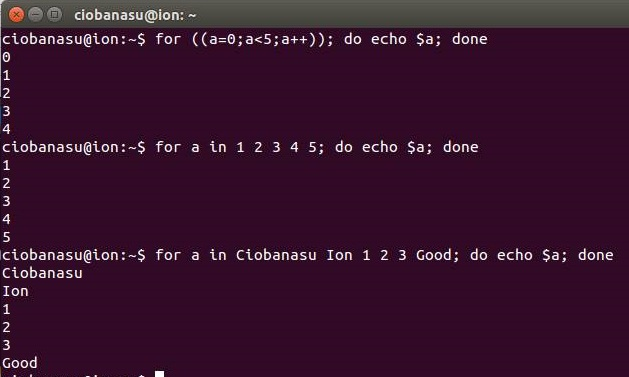 ciobanasu@ion: ~
ciobanasu@ion:~$ for ((a=0;a<5;a++)); do echo $a; done
0
1
2
3
4
ciobanasu@ion:~$ for a in 1 2 3 4 5; do echo $a; done
1
2
3
4
5
ciobanasu@ion:~$ for a in Ciobanasu Ion 1 2 3 Good; do echo $a; done
Ciobanasu
Ion
1
2
3
Good